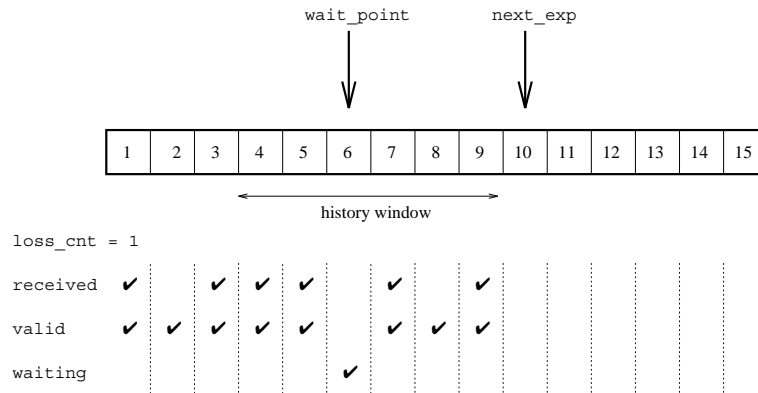 wait_point next_exp
1 2 3 4 5 6 7 8 9 10 11 12 13 14 15
history window
loss_cnt = 1
received ✔ ✔ ✔ ✔ ✔ ✔
valid ✔ ✔ ✔ ✔ ✔ ✔ ✔ ✔
waiting ✔